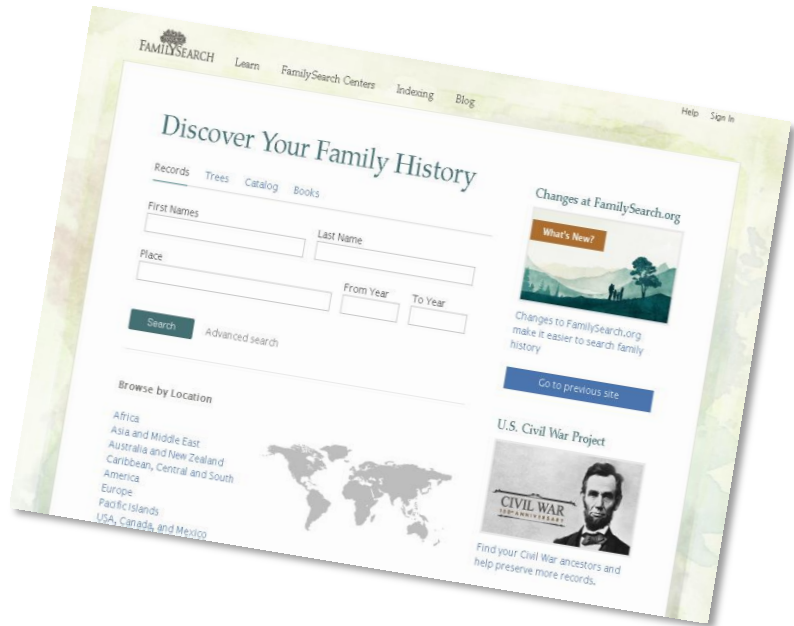 FAMILYSEARCH
Learn FamilySearch Centers Indexing Blog
Help Sign In
Discover Your Family History
Records Trees Catalog Books
First Names
Last Name
Place
From Year To Year
Search Advanced search
Browse by Location
Africa
Asia and Middle East
Australia and New Zealand
Caribbean, Central and South
America
Europe
Pacific Islands
USA, Canada, and Mexico
Changes at FamilySearch.org
What's New?
Changes to FamilySearch.org
make it easier to search family
history
Go to previous site
U.S. Civil War Project
CIVIL WAR
150TH ANNIVERSARY
Find your Civil War ancestors and
help preserve more records.